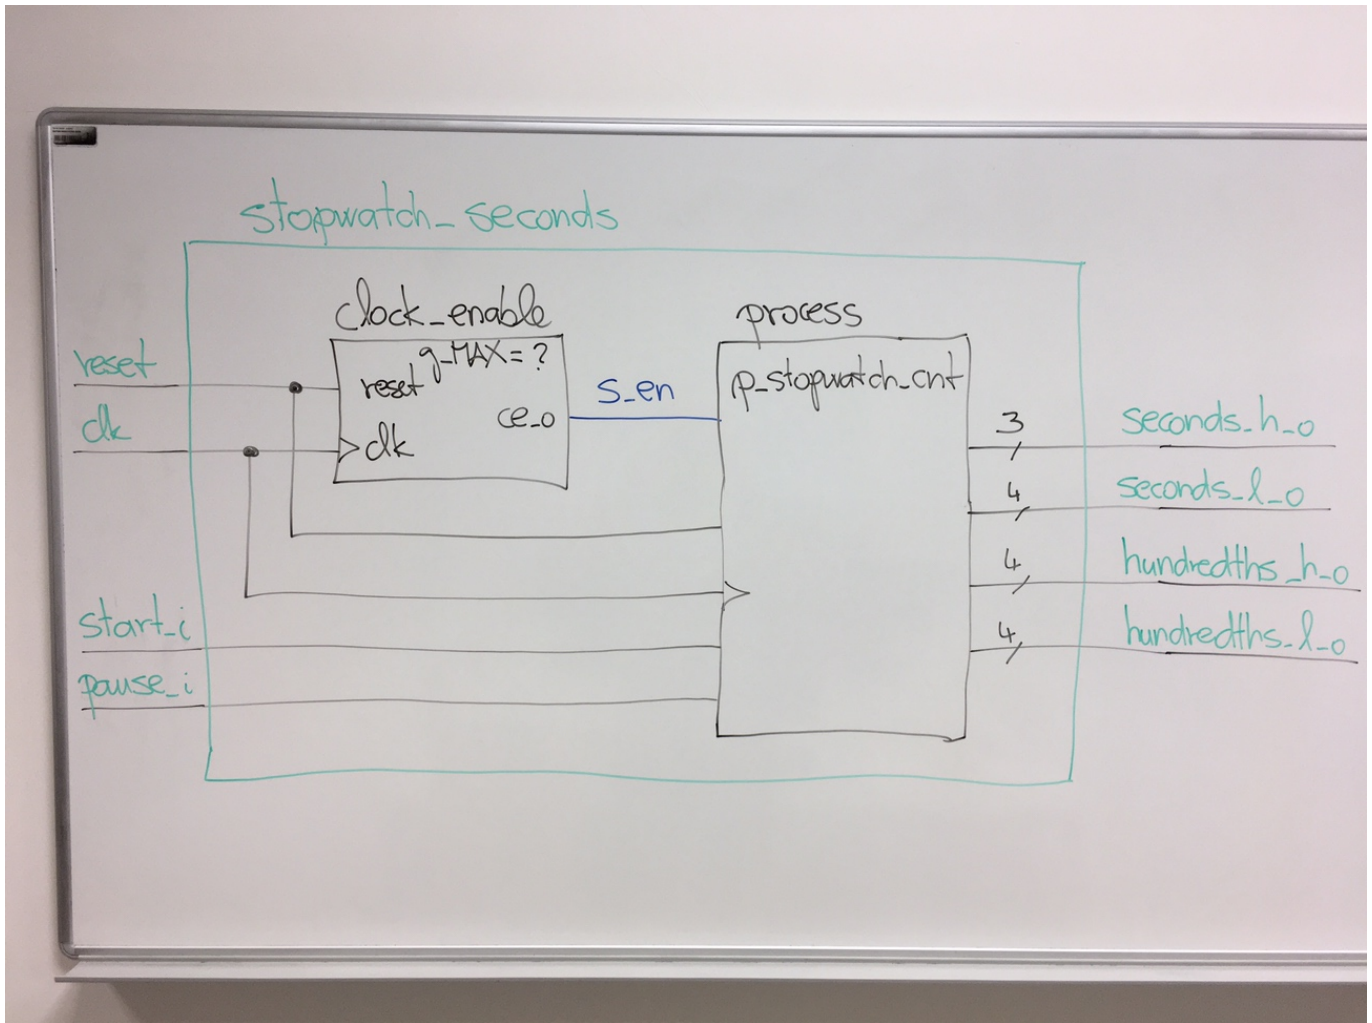 stopwatch_seconds
clock_enable
process
reset
g_MAX = ?
reset
s_en
p_stopwatch_cnt
ce_o
clk
clk
3
seconds_h_o
4
seconds_l_o
4
hundredths_h_o
start_i
4
hundredths_l_o
pause_i